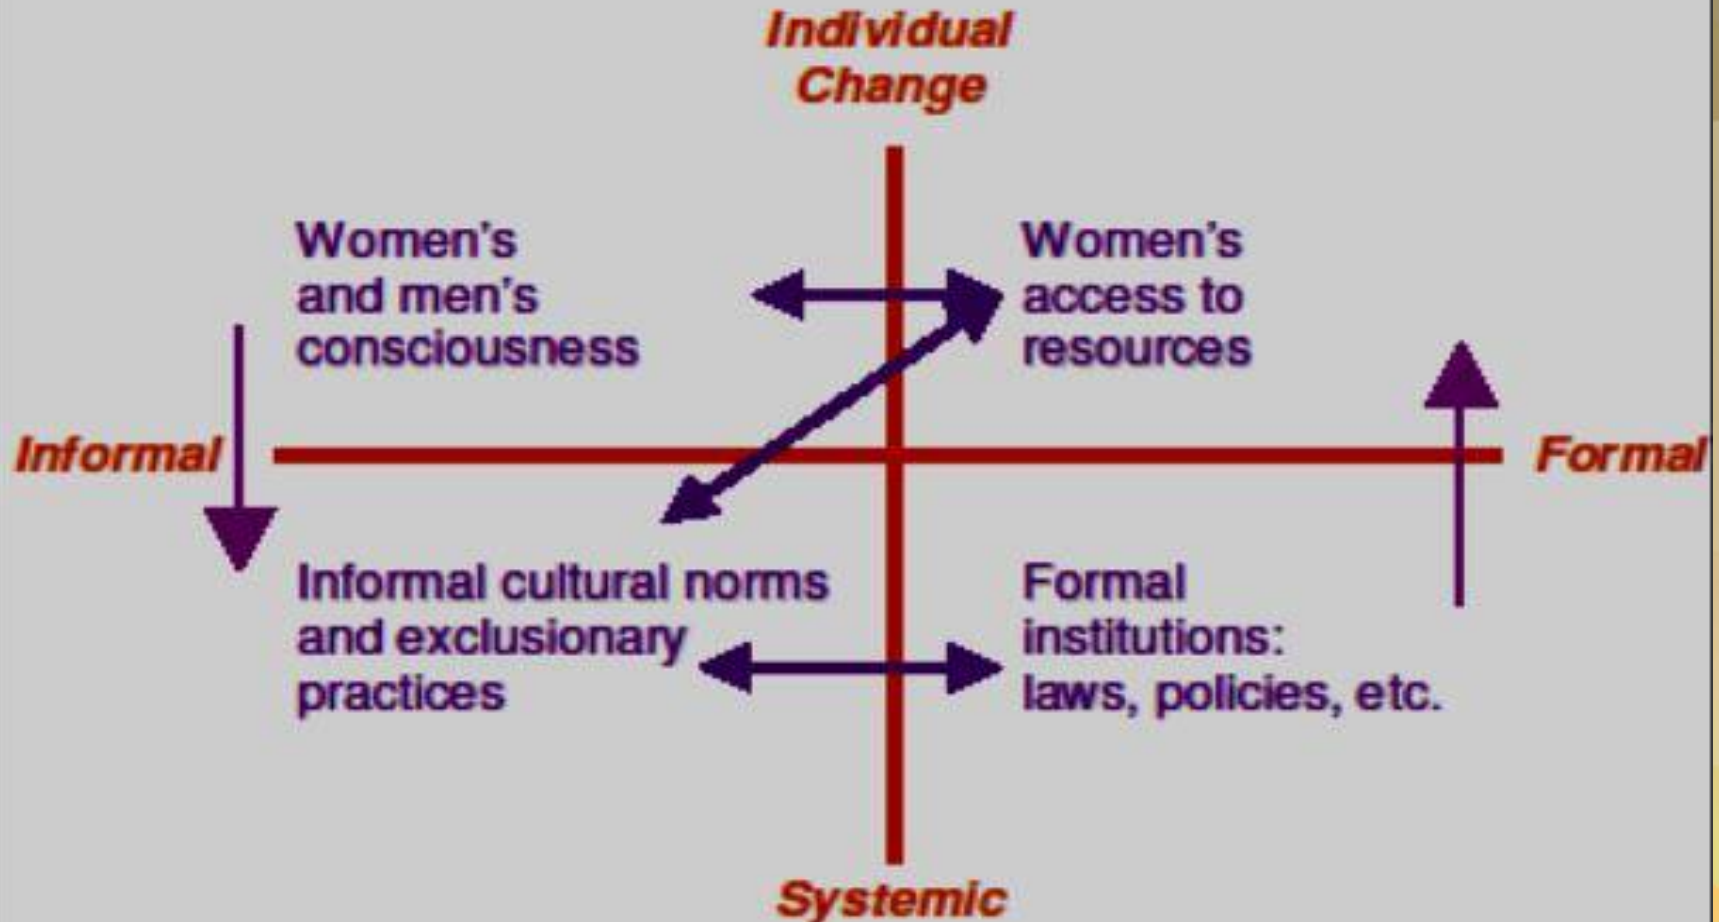 Individual
Change
Women's
and men's
consciousness
Women's
access to
resources
Informal
Formal
Informal cultural norms
and exclusionary
practices
Formal
institutions:
laws, policies, etc.
Systemic